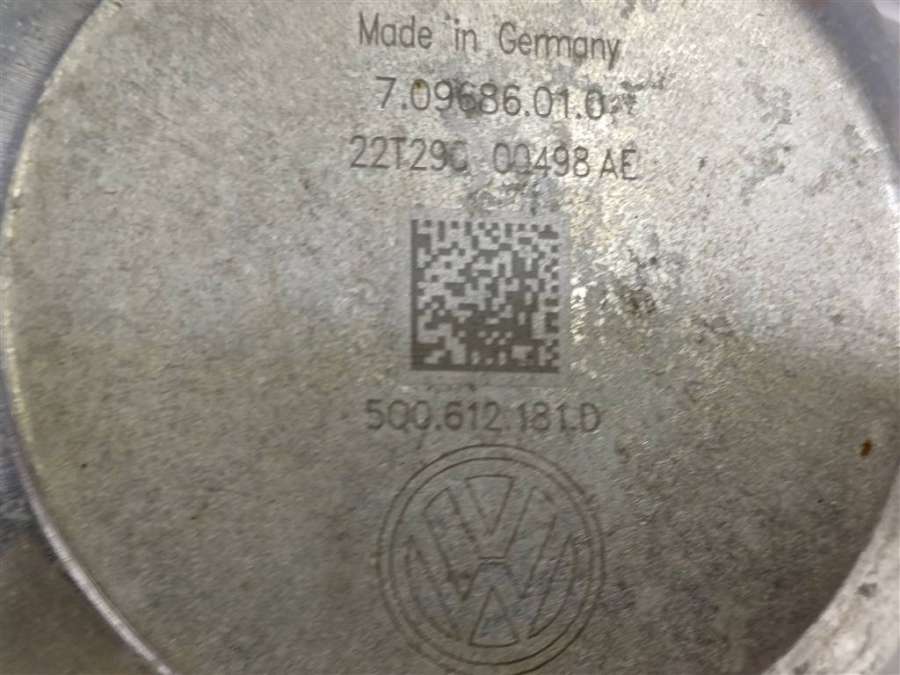 Made in Germany
7.09686.01.0
22T29C 00498 AE
5Q0.612.181.D